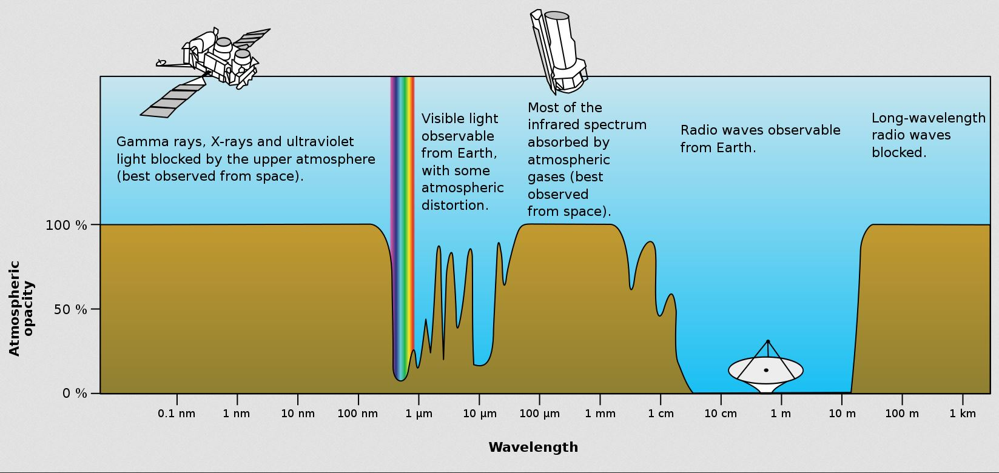 Gamma rays, X-rays and ultraviolet
light blocked by the upper atmosphere
(best observed from space).
Visible light
observable
from Earth,
with some
atmospheric
distortion.
Most of the
infrared spectrum
absorbed by
atmospheric
gases (best
observed
from space).
Radio waves observable
from Earth.
Long-wavelength
radio waves
blocked.
Atmospheric
opacity
100 %
50 %
0 %
0.1 nm
1 nm
10 nm
100 nm
1 µm
10 µm
100 µm
1 mm
1 cm
10 cm
1 m
10 m
100 m
1 km
Wavelength